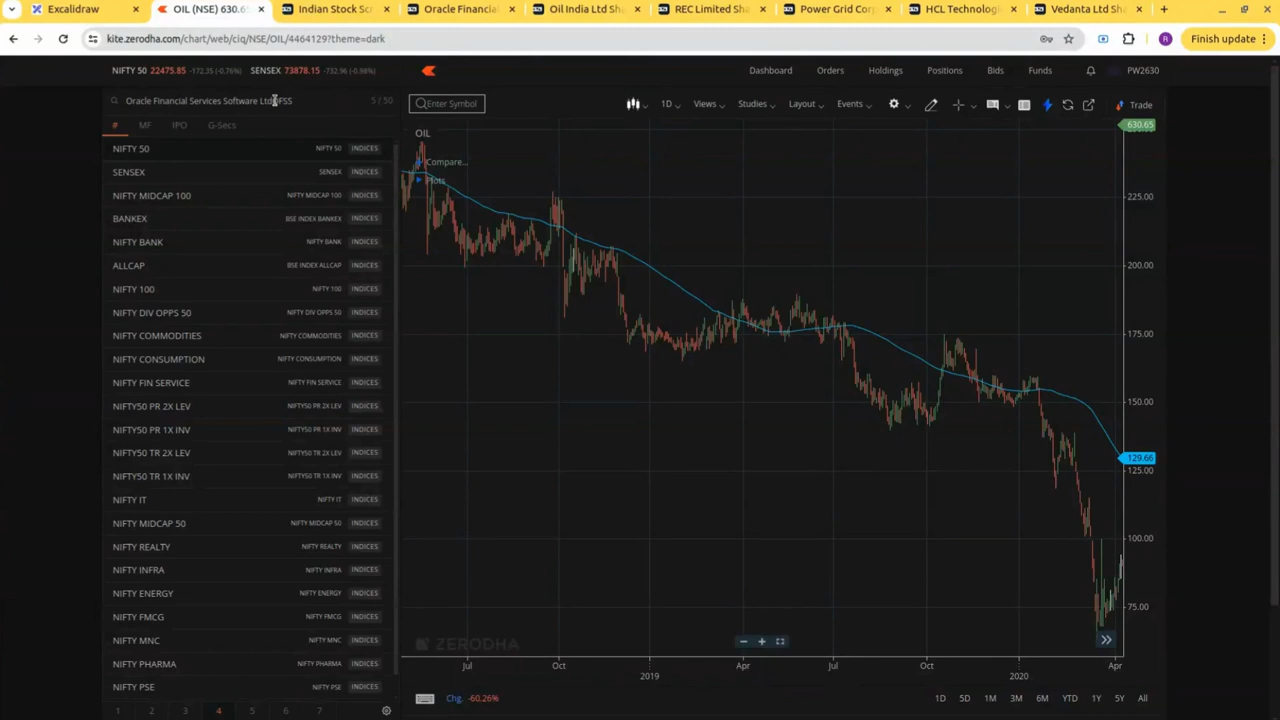 Excalidraw
OIL (NSE) 630.6
Indian Stock Scr
Oracle Financial
Oil India Ltd Sha
REC Limited Sha
Power Grid Corp
HCL Technologi
Vedanta Ltd Sha
kite.zerodha.com/chart/web/ciq/NSE/OIL/4464129?theme=dark
R
Finish update
NIFTY 50 22475.85 -172.35 (-0.76%) SENSEX 73878.15 -732.96 (-0.98%)
Dashboard Orders Holdings Positions Bids Funds PW2630
Oracle Financial Services Software Ltd OFSS 5 / 50
Enter Symbol 1D Views Studies Layout Events Trade
# MF IPO G-Secs
NIFTY 50 NIFTY 50 INDICES
SENSEX SENSEX INDICES
NIFTY MIDCAP 100 NIFTY MIDCAP 100 INDICES
BANKEX BSE INDEX BANKEX INDICES
NIFTY BANK NIFTY BANK INDICES
ALLCAP BSE INDEX ALLCAP INDICES
NIFTY 100 NIFTY 100 INDICES
NIFTY DIV OPPS 50 NIFTY DIV OPPS 50 INDICES
NIFTY COMMODITIES NIFTY COMMODITIES INDICES
NIFTY CONSUMPTION NIFTY CONSUMPTION INDICES
NIFTY FIN SERVICE NIFTY FIN SERVICE INDICES
NIFTY50 PR 2X LEV NIFTY50 PR 2X LEV INDICES
NIFTY50 PR 1X INV NIFTY50 PR 1X INV INDICES
NIFTY50 TR 2X LEV NIFTY50 TR 2X LEV INDICES
NIFTY50 TR 1X INV NIFTY50 TR 1X INV INDICES
NIFTY IT NIFTY IT INDICES
NIFTY MIDCAP 50 NIFTY MIDCAP 50 INDICES
NIFTY REALTY NIFTY REALTY INDICES
NIFTY INFRA NIFTY INFRA INDICES
NIFTY ENERGY NIFTY ENERGY INDICES
NIFTY FMCG NIFTY FMCG INDICES
NIFTY MNC NIFTY MNC INDICES
NIFTY PHARMA NIFTY PHARMA INDICES
NIFTY PSE NIFTY PSE INDICES
1 2 3 4 5 6 7
OIL
Compare...
Plots
630.65
225.00
200.00
175.00
150.00
129.66
125.00
100.00
75.00
ZERODHA
Jul Oct 2019 Apr Jul Oct 2020 Apr
Chg. -60.26%
1D 5D 1M 3M 6M YTD 1Y 5Y All